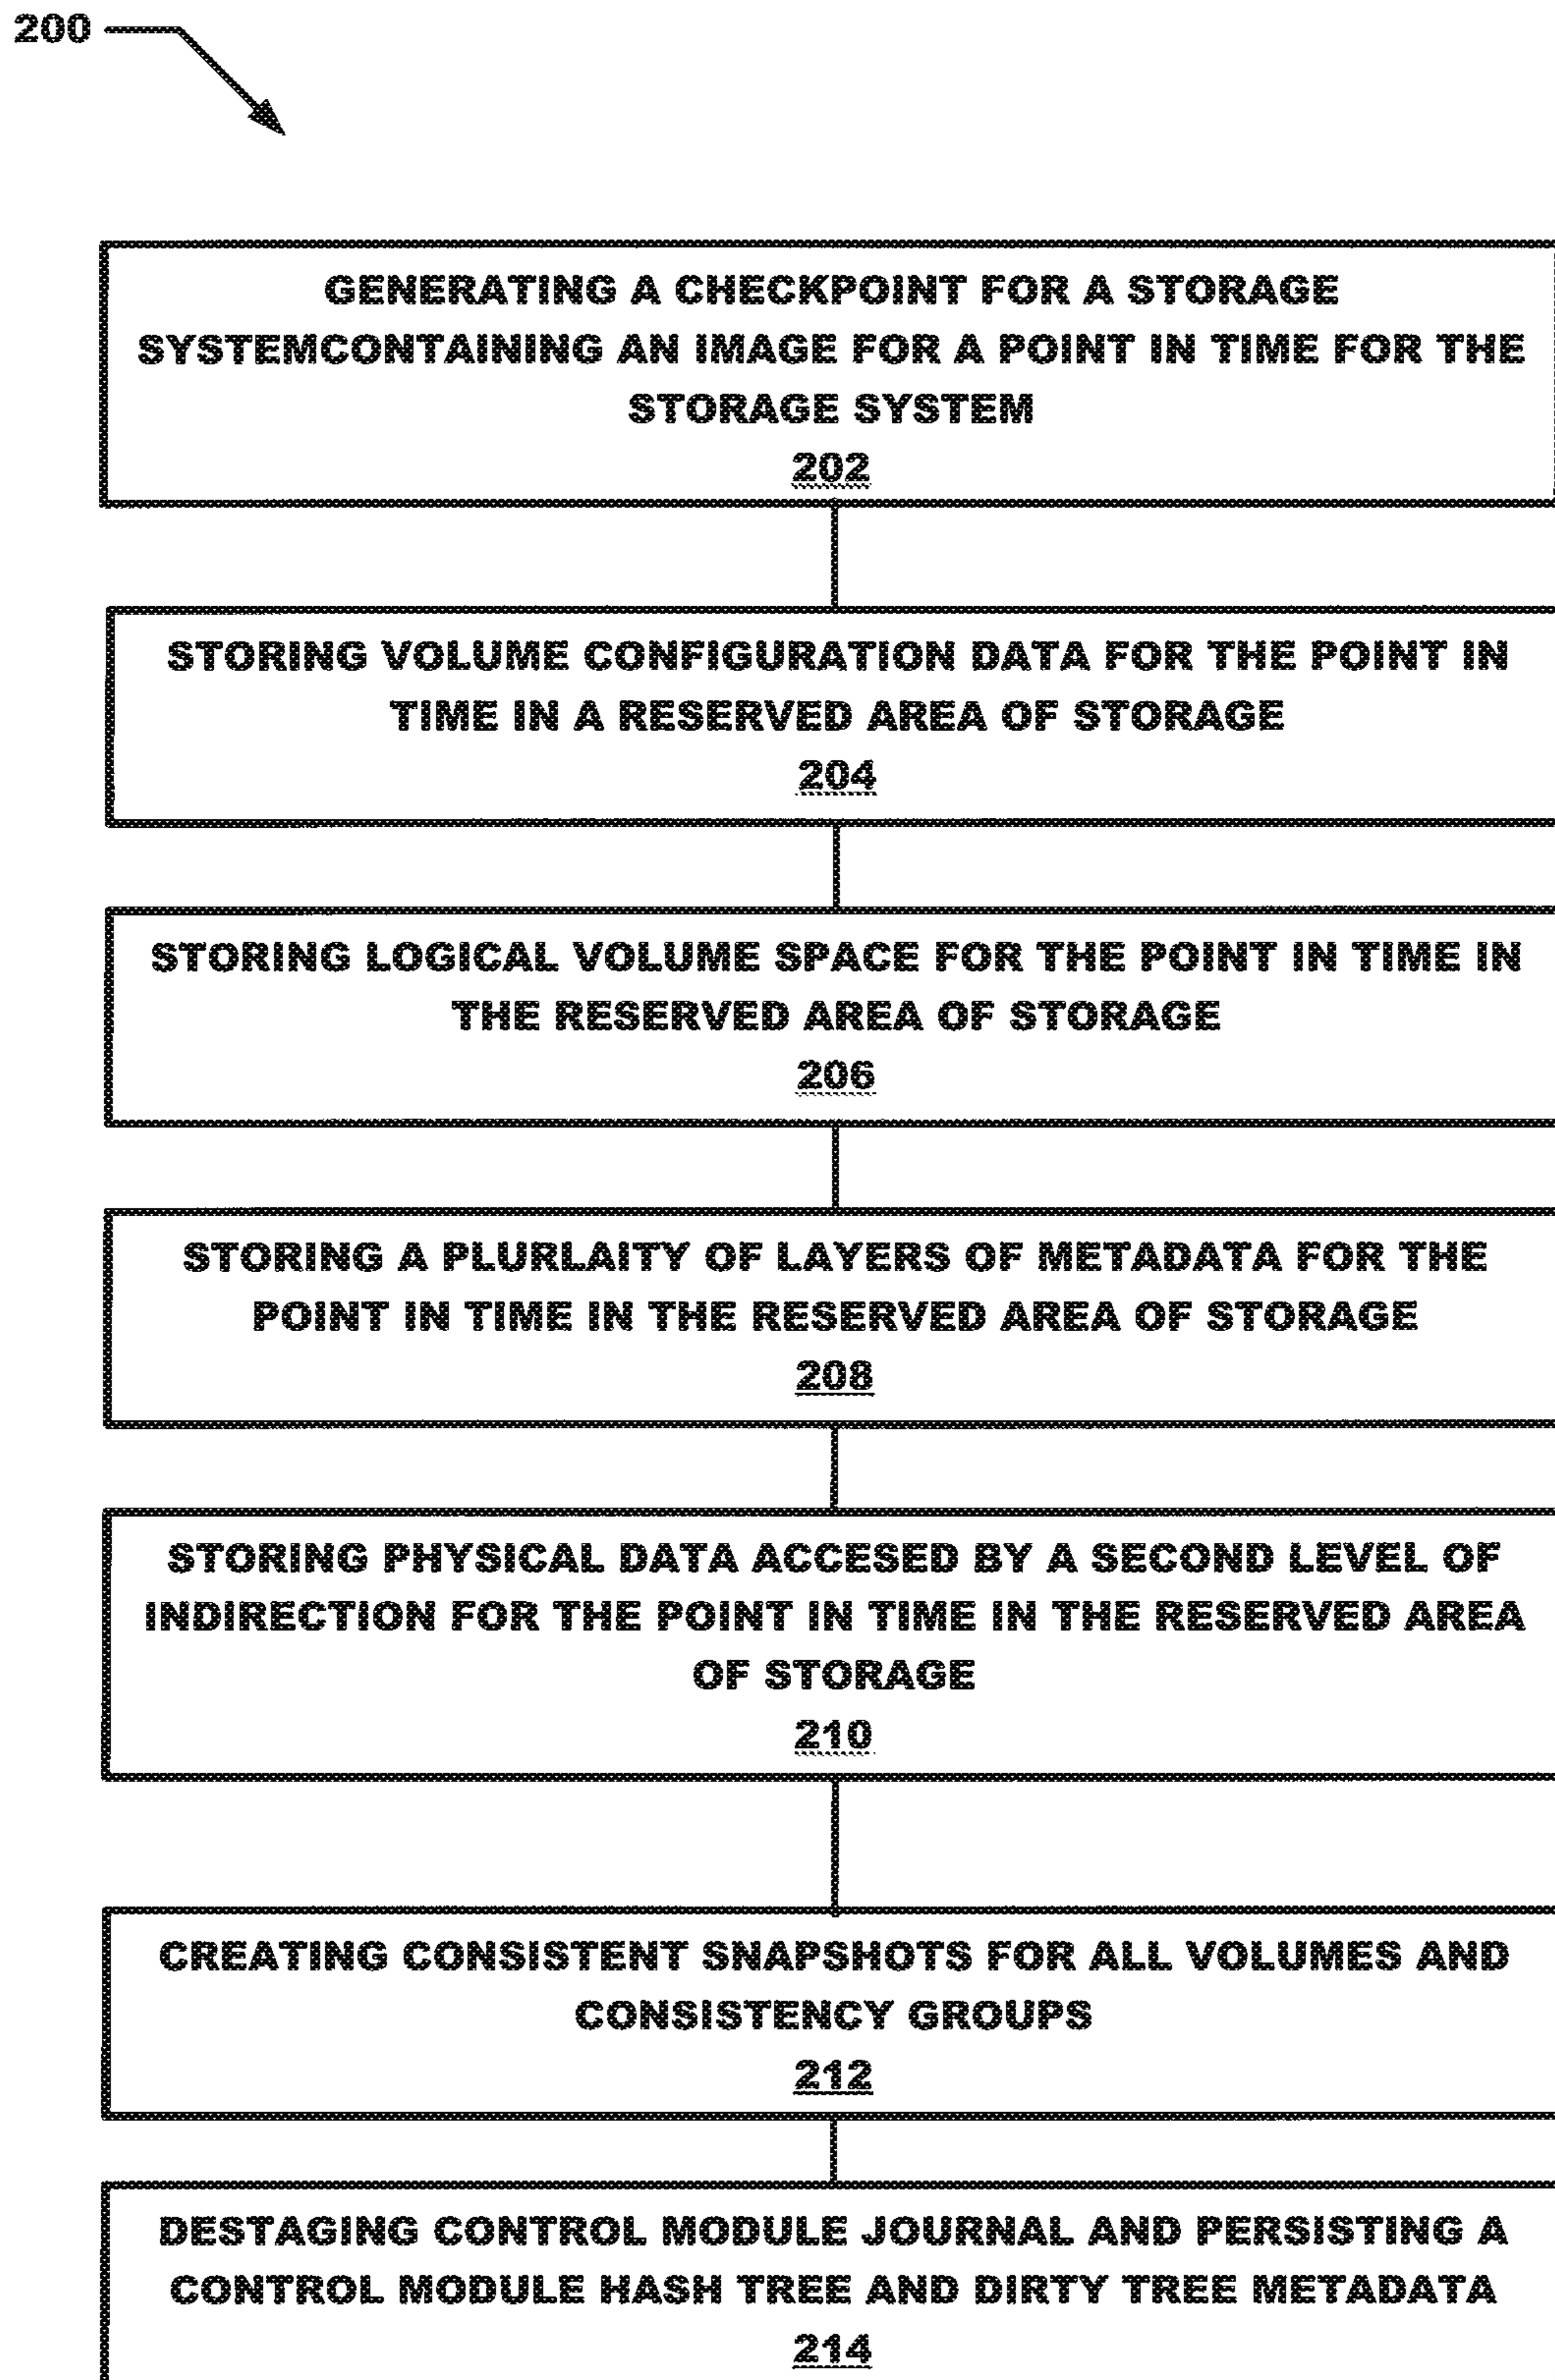 200
GENERATING A CHECKPOINT FOR A STORAGE
SYSTEMCONTAINING AN IMAGE FOR A POINT IN TIME FOR THE
STORAGE SYSTEM
202
STORING VOLUME CONFIGURATION DATA FOR THE POINT IN
TIME IN A RESERVED AREA OF STORAGE
204
STORING LOGICAL VOLUME SPACE FOR THE POINT IN TIME IN
THE RESERVED AREA OF STORAGE
206
STORING A PLURLAITY OF LAYERS OF METADATA FOR THE
POINT IN TIME IN THE RESERVED AREA OF STORAGE
208
STORING PHYSICAL DATA ACCESED BY A SECOND LEVEL OF
INDIRECTION FOR THE POINT IN TIME IN THE RESERVED AREA
OF STORAGE
210
CREATING CONSISTENT SNAPSHOTS FOR ALL VOLUMES AND
CONSISTENCY GROUPS
212
DESTAGING CONTROL MODULE JOURNAL AND PERSISTING A
CONTROL MODULE HASH TREE AND DIRTY TREE METADATA
214